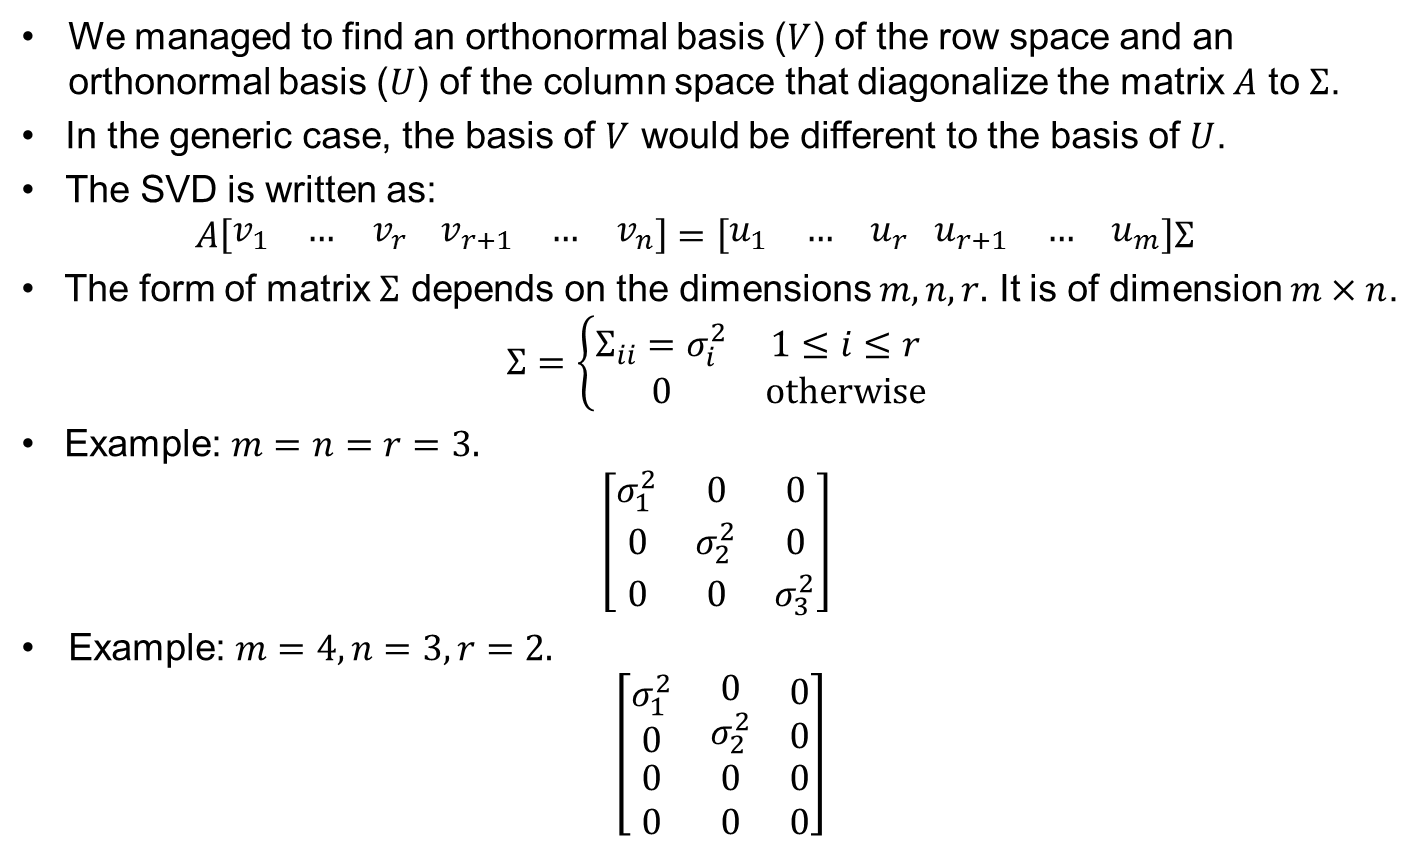 • We managed to find an orthonormal basis (𝑉) of the row space and an
orthonormal basis (𝑈) of the column space that diagonalize the matrix 𝐴 to Σ.
• In the generic case, the basis of 𝑉 would be different to the basis of 𝑈.
• The SVD is written as:
𝐴[𝑣₁ … 𝑣ᵣ 𝑣ᵣ₊₁ … 𝑣ₙ] = [𝑢₁ … 𝑢ᵣ 𝑢ᵣ₊₁ … 𝑢ₘ]Σ
• The form of matrix Σ depends on the dimensions 𝑚, 𝑛, 𝑟. It is of dimension 𝑚 × 𝑛.
Σ = { Σᵢᵢ = σᵢ² 1 ≤ 𝑖 ≤ 𝑟
0 otherwise
• Example: 𝑚 = 𝑛 = 𝑟 = 3.
[σ₁² 0 0]
0 σ₂² 0
0 0 σ₃²
• Example: 𝑚 = 4, 𝑛 = 3, 𝑟 = 2.
[σ₁² 0 0]
0 σ₂² 0
0 0 0
0 0 0